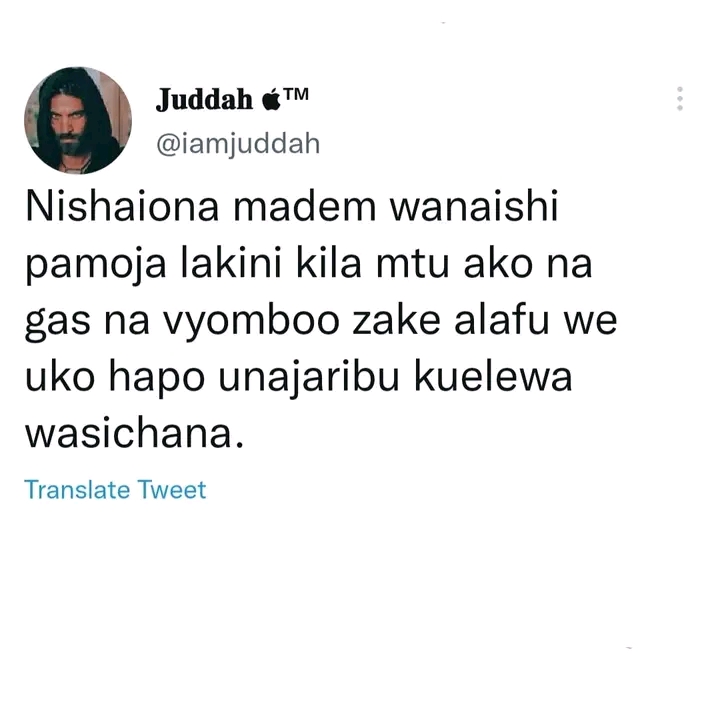 Juddah ™
@iamjuddah
Nishaiona madem wanaishi
pamoja lakini kila mtu ako na
gas na vyomboo zake alafu we
uko hapo unajaribu kuelewa
wasichana.
Translate Tweet